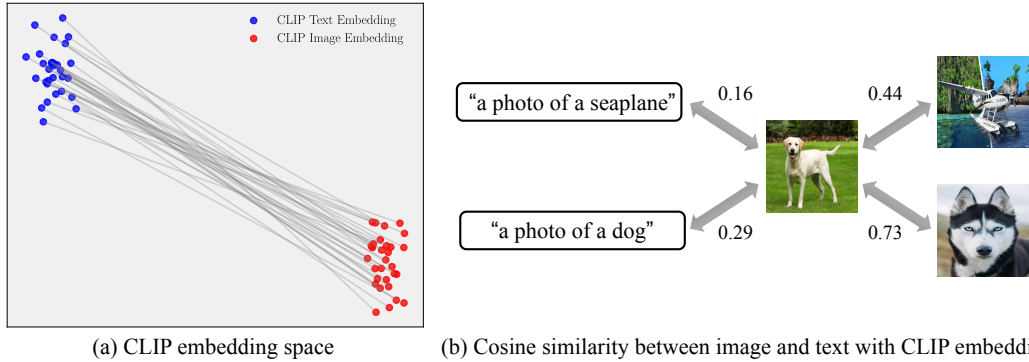 CLIP Text Embedding
CLIP Image Embedding
(a) CLIP embedding space
“a photo of a seaplane”
0.16
0.44
“a photo of a dog”
0.29
0.73
(b) Cosine similarity between image and text with CLIP embeddi